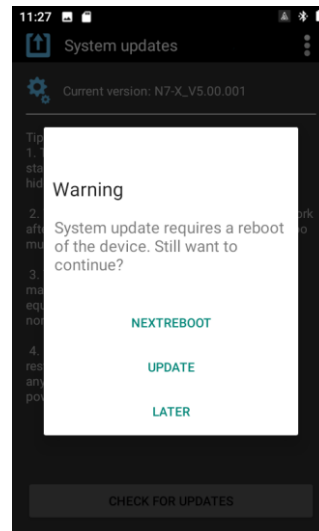 11:27
System updates
Current version: N7-X_V5.00.001
Tip
1. T
sta
hid
Warning
2.
System update requires a reboot
of the device. Still want to
continue?
afte
mu
3.
ma
equ
nor
NEXTREBOOT
4.
UPDATE
res
any
LATER
pov
CHECK FOR UPDATES